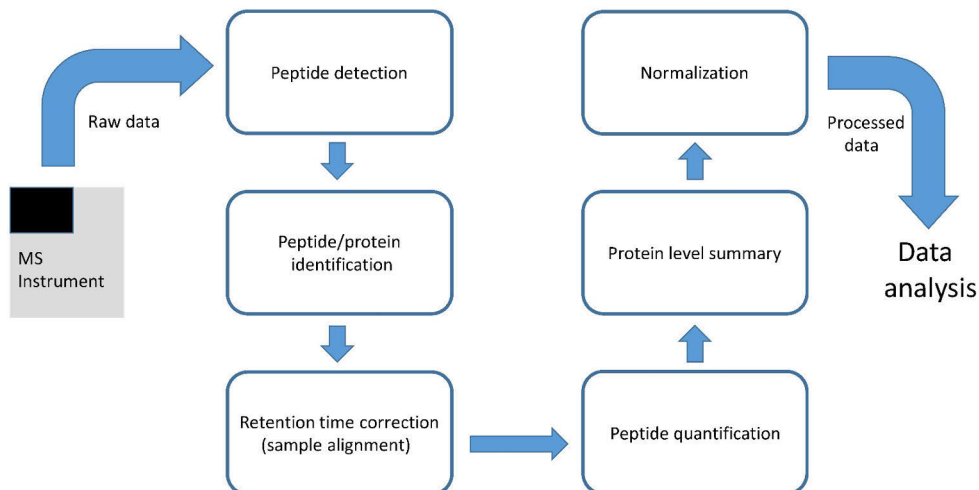 Raw data
MS
Instrument
Peptide detection
Peptide/protein
identification
Retention time correction
(sample alignment)
Peptide quantification
Protein level summary
Normalization
Processed
data
Data
analysis